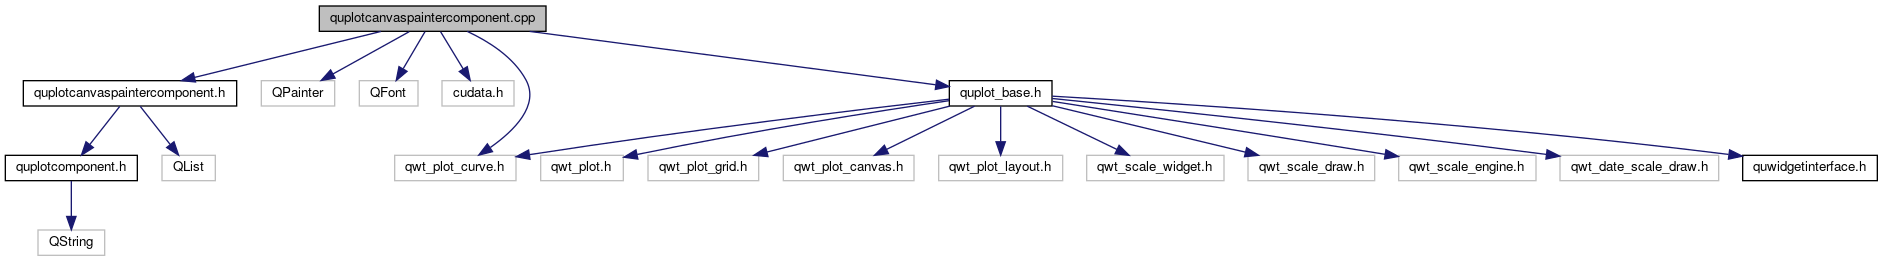 quplotcanvaspaintercomponent.cpp
quplotcanvaspaintercomponent.h
QPainter
QFont
cudata.h
quplot_base.h
quplotcomponent.h
QList
qwt_plot_curve.h
qwt_plot.h
qwt_plot_grid.h
qwt_plot_canvas.h
qwt_plot_layout.h
qwt_scale_widget.h
qwt_scale_draw.h
qwt_scale_engine.h
qwt_date_scale_draw.h
quwidgetinterface.h
QString